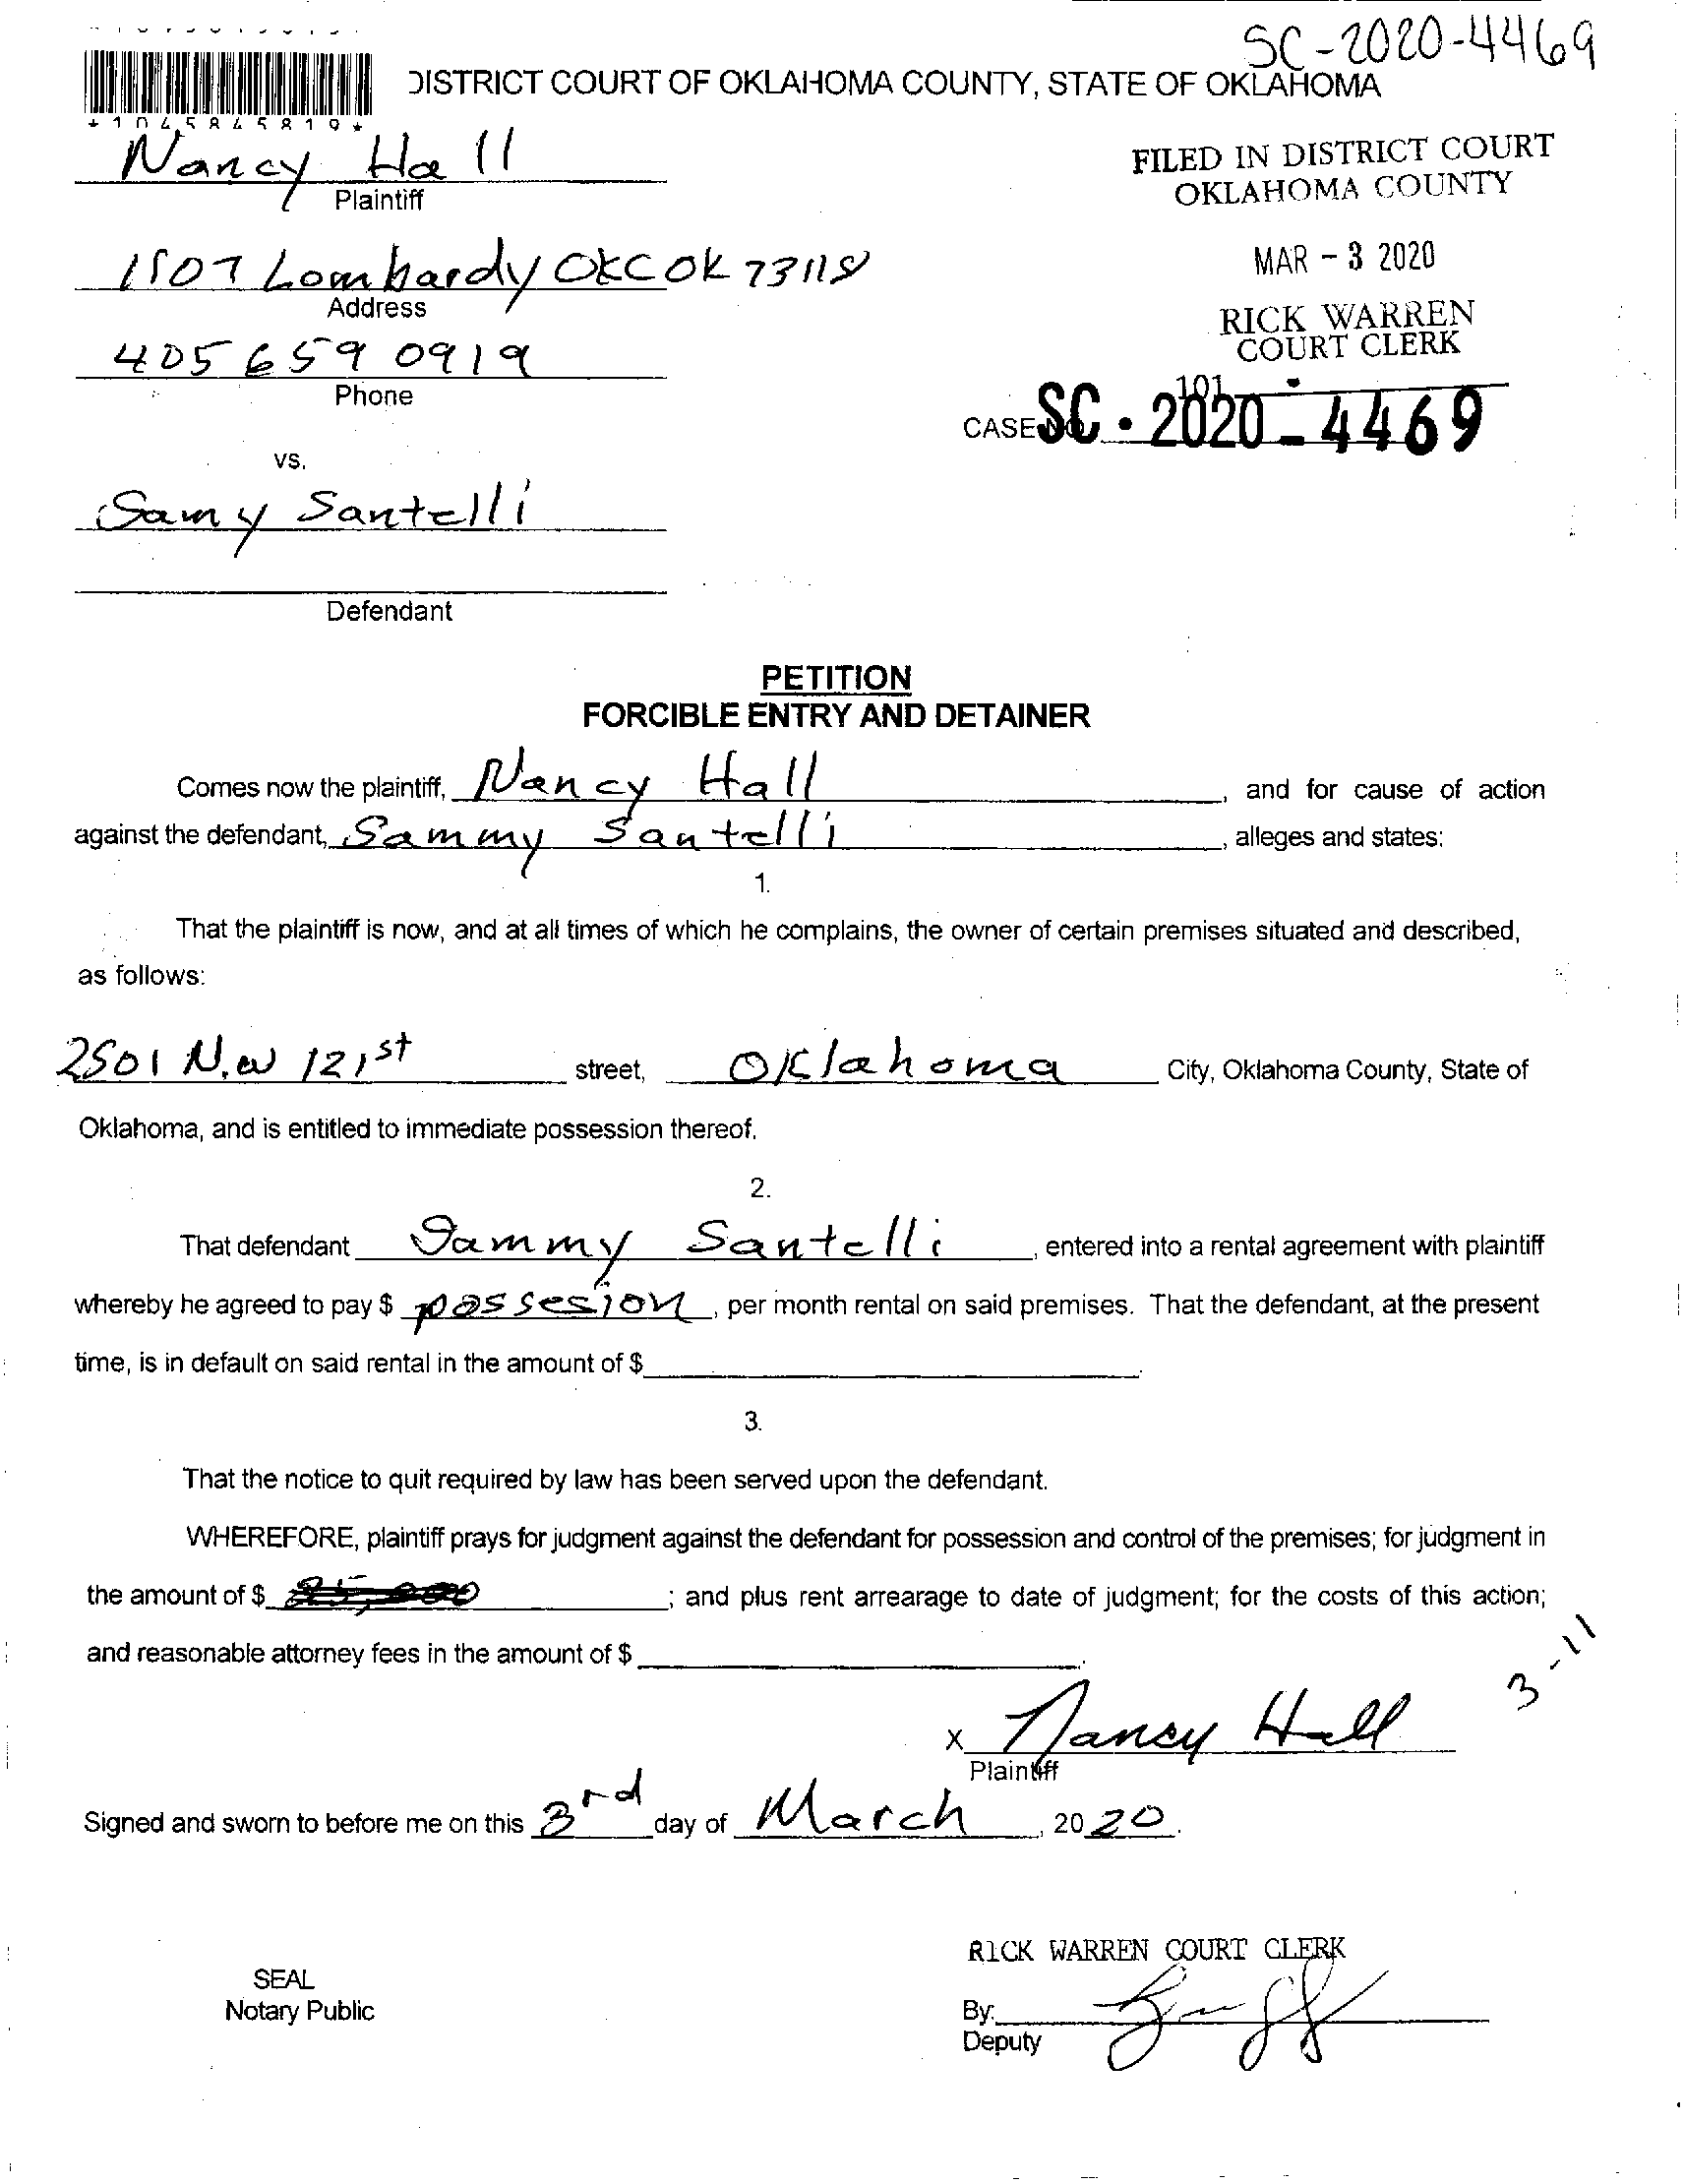 SC-2020-4469
DISTRICT COURT OF OKLAHOMA COUNTY, STATE OF OKLAHOMA
*1045845819*
Nancy Hall
Plaintiff
FILED IN DISTRICT COURT
OKLAHOMA COUNTY
1507 Lombardy OKC OK 73118
Address
MAR - 3 2020
RICK WARREN
COURT CLERK
405 659 0919
Phone
101
CASE NO. SC - 2020 - 4469
vs.
Samy Santelli
Defendant
PETITION
FORCIBLE ENTRY AND DETAINER
Comes now the plaintiff, Nancy Hall, and for cause of action
against the defendant, Sammy Santelli, alleges and states:
1.
That the plaintiff is now, and at all times of which he complains, the owner of certain premises situated and described,
as follows:
2501 N.W 121st street, Oklahoma City, Oklahoma County, State of
Oklahoma, and is entitled to immediate possession thereof.
2.
That defendant Sammy Santelli, entered into a rental agreement with plaintiff
whereby he agreed to pay $ possesion, per month rental on said premises. That the defendant, at the present
time, is in default on said rental in the amount of $
3.
That the notice to quit required by law has been served upon the defendant.
WHEREFORE, plaintiff prays for judgment against the defendant for possession and control of the premises; for judgment in
the amount of $ ; and plus rent arrearage to date of judgment; for the costs of this action;
and reasonable attorney fees in the amount of $ .
3-11
X Nancy Hall
Plaintiff
Signed and sworn to before me on this 3rd day of March, 2020.
RICK WARREN COURT CLERK
SEAL
Notary Public
By:
Deputy